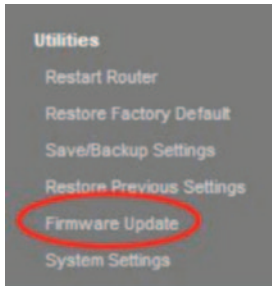 Utilities
Restart Router
Restore Factory Default
Save/Backup Settings
Restore Previous Settings
Firmware Update
System Settings